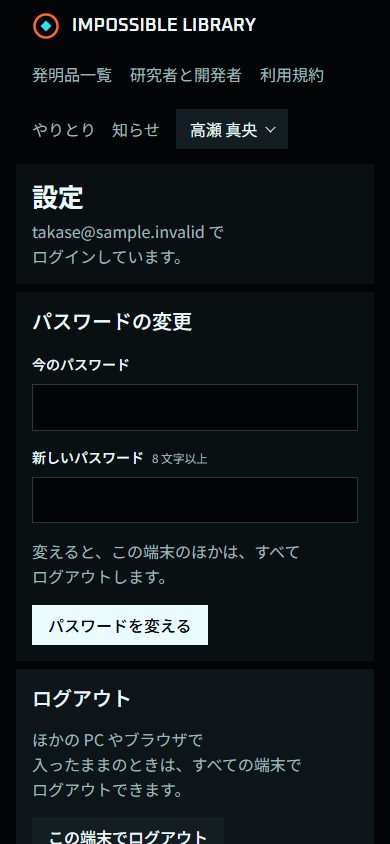 IMPOSSIBLE LIBRARY
発明品一覧 研究者と開発者 利用規約
やりとり 知らせ 高瀬 真央
設定
takase@sample.invalid で
ログインしています。
パスワードの変更
今のパスワード
新しいパスワード 8 文字以上
変えると、この端末のほかは、すべて
ログアウトします。
パスワードを変える
ログアウト
ほかの PC やブラウザで
入ったままのときは、すべての端末で
ログアウトできます。
この端末でログアウト